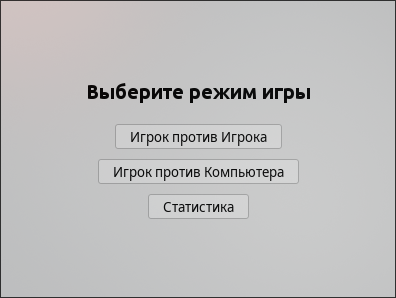 Выберите режим игры
Игрок против Игрока
Игрок против Компьютера
Статистика